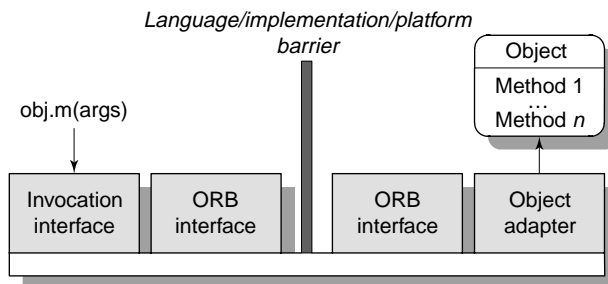 Language/implementation/platform
barrier
Object
Method 1
...
Method n
obj.m(args)
Invocation
interface
ORB
interface
ORB
interface
Object
adapter